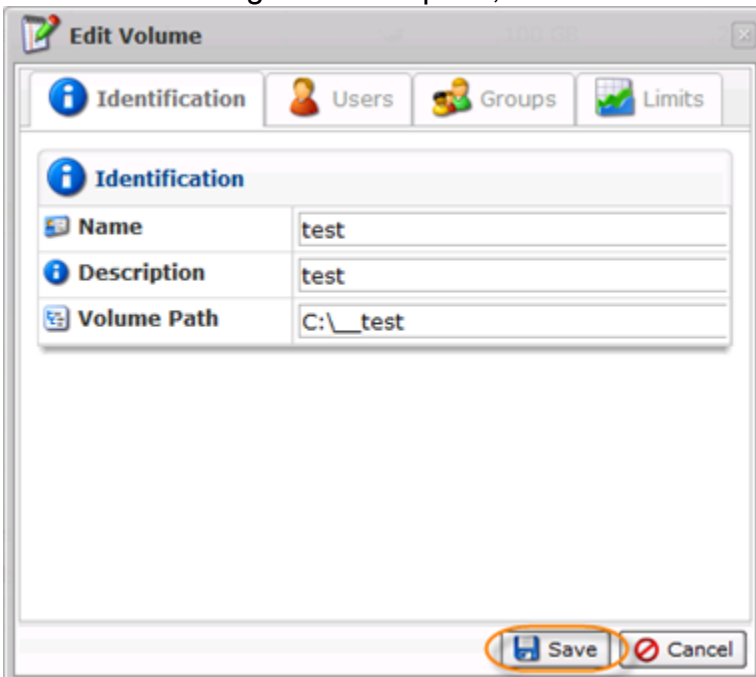 Edit Volume
Identification Users Groups Limits
Identification
Name test
Description test
Volume Path C:\__test
Save Cancel